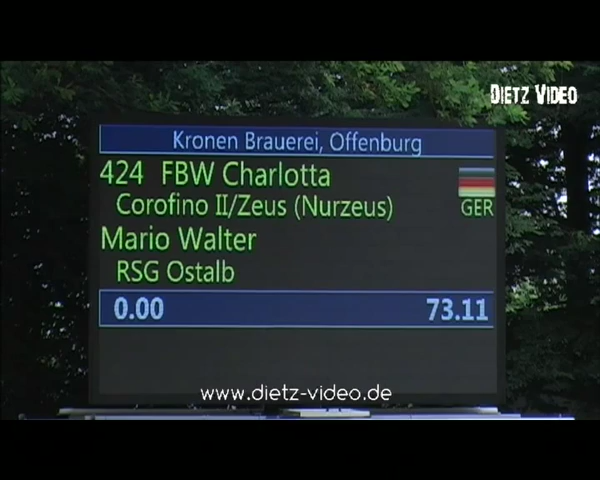 DIETZ VIDEO
Kronen Brauerei, Offenburg
424 FBW Charlotta
Corofino II/Zeus (Nurzeus)
GER
Mario Walter
RSG Ostalb
0.00 73.11
www.dietz-video.de